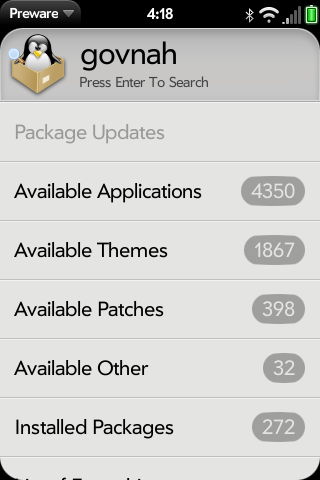 Preware 4:18
govnah
Press Enter To Search
Package Updates
Available Applications 4350
Available Themes 1867
Available Patches 398
Available Other 32
Installed Packages 272